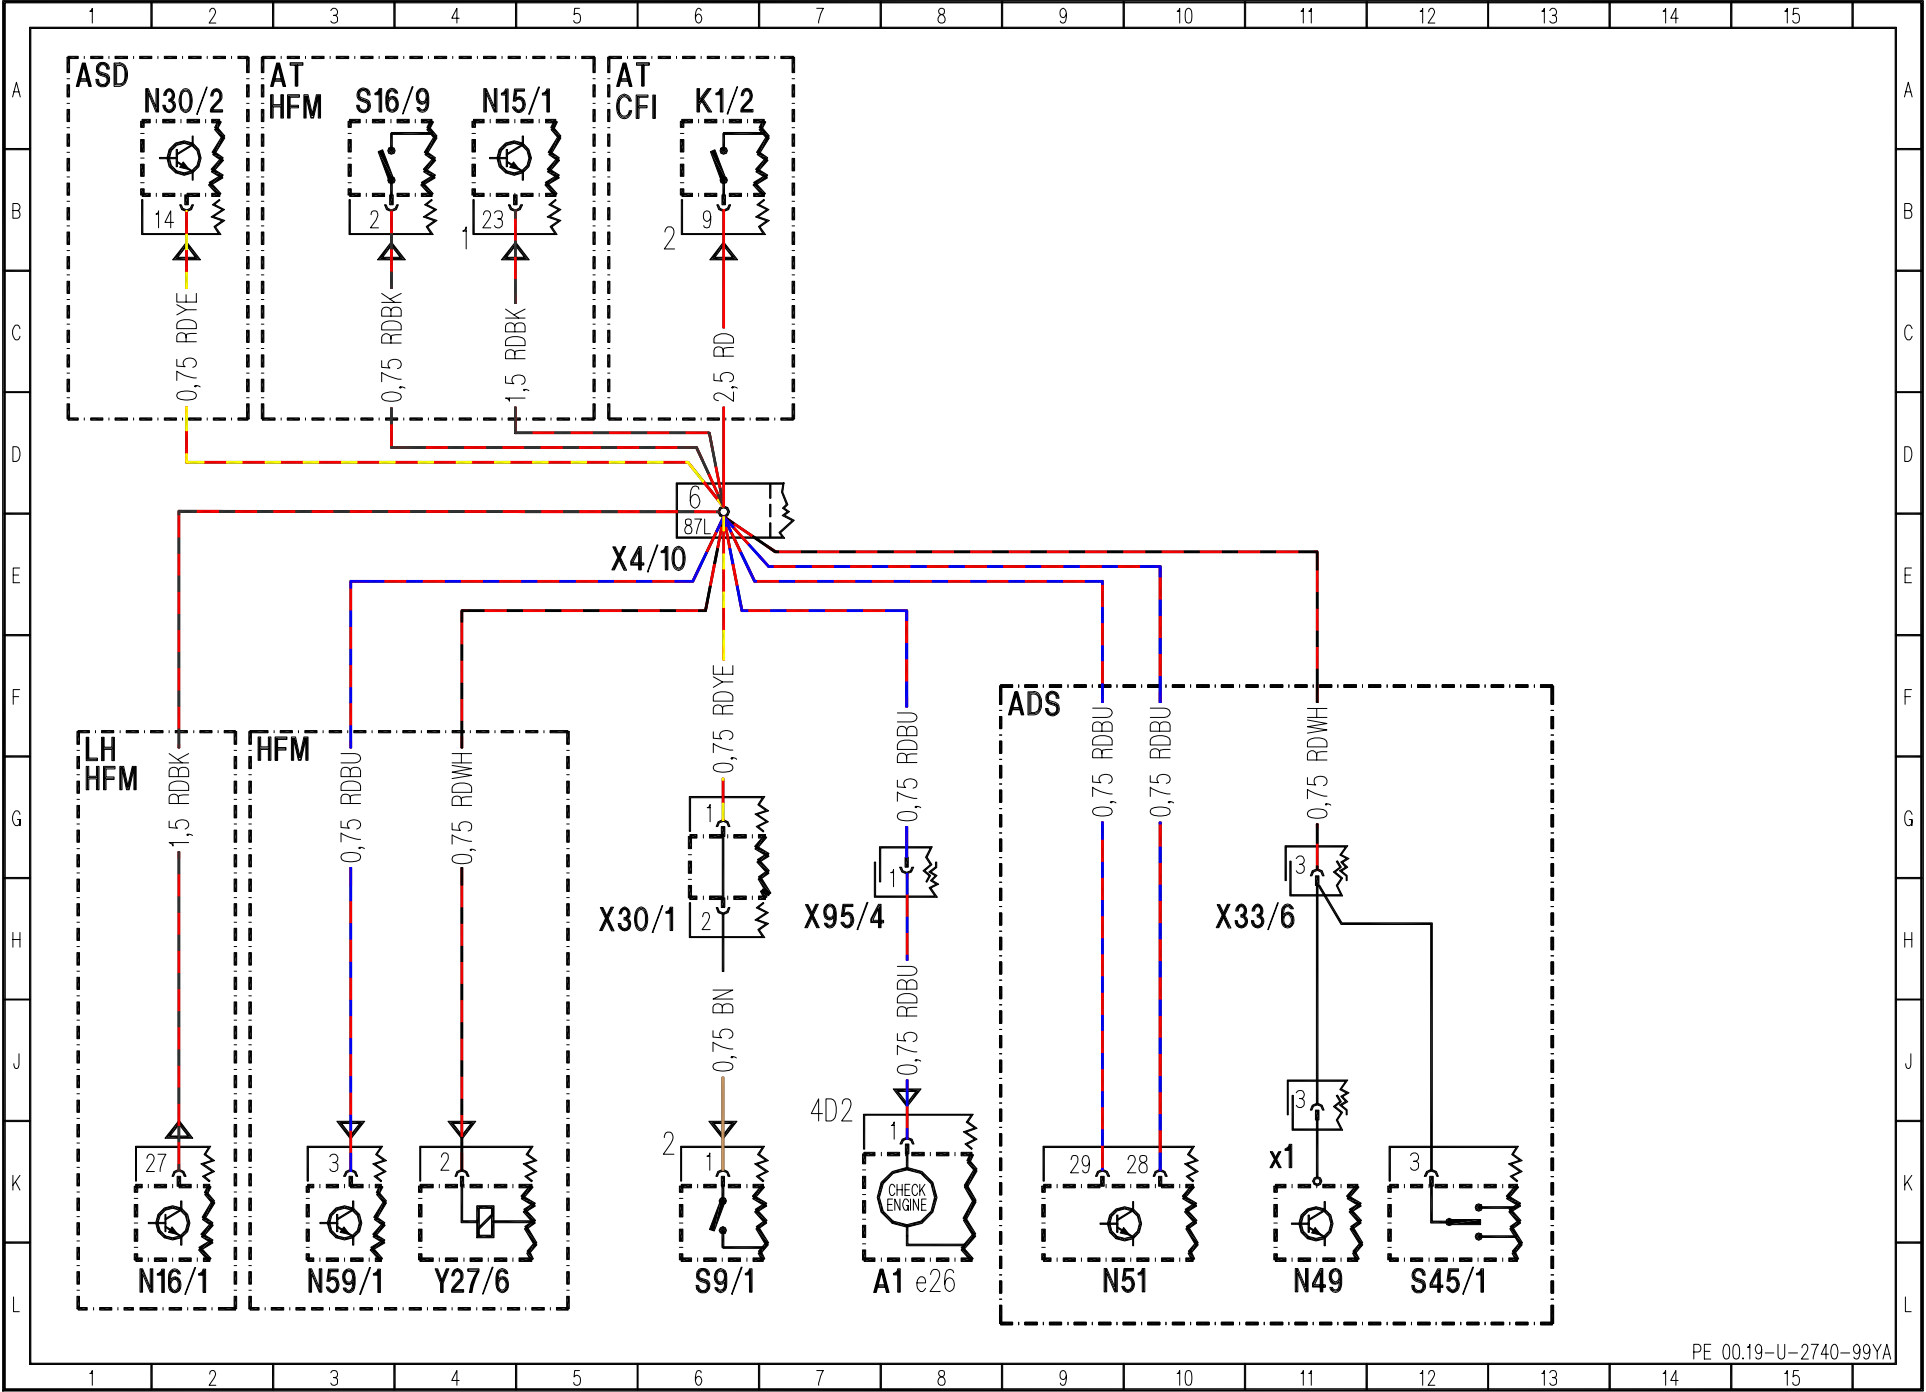 1 2 3 4 5 6 7 8 9 10 11 12 13 14 15
A A
ASD
N30/2
14
0,75 RDYE
AT
HFM
S16/9
2
0,75 RDBK
N15/1
1
23
1,5 RDBK
AT
CFI
K1/2
2
9
2,5 RD
B B
C C
D D
6
87L
X4/10
E E
F F
LH
HFM
1,5 RDBK
27
N16/1
HFM
0,75 RDBU
3
N59/1
0,75 RDWH
2
Y27/6
0,75 RDYE
1
X30/1
2
0,75 BN
2
1
S9/1
0,75 RDBU
1
X95/4
0,75 RDBU
4D2
1
CHECK
ENGINE
A1 e26
ADS
0,75 RDBU
0,75 RDBU
29 28
N51
0,75 RDWH
3
X33/6
3
x1
N49
3
S45/1
G G
H H
J J
K K
L L
PE 00.19-U-2740-99YA
1 2 3 4 5 6 7 8 9 10 11 12 13 14 15